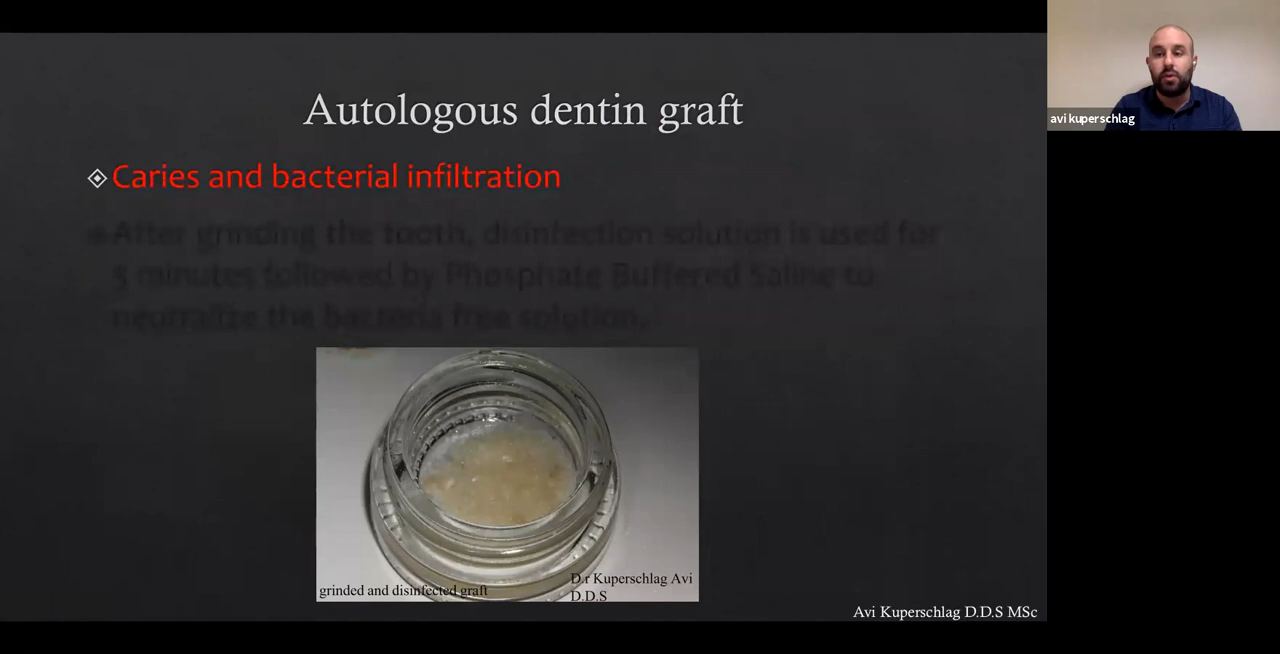 Autologous dentin graft
avi kuperschlag
Caries and bacterial infiltration
After grinding the tooth, disinfection solution is used for
5 minutes followed by Phosphate Buffered Saline to
neutralize the bacteria free solution.
grinded and disinfected graft
D.r Kuperschlag Avi
D.D.S
Avi Kuperschlag D.D.S MSc